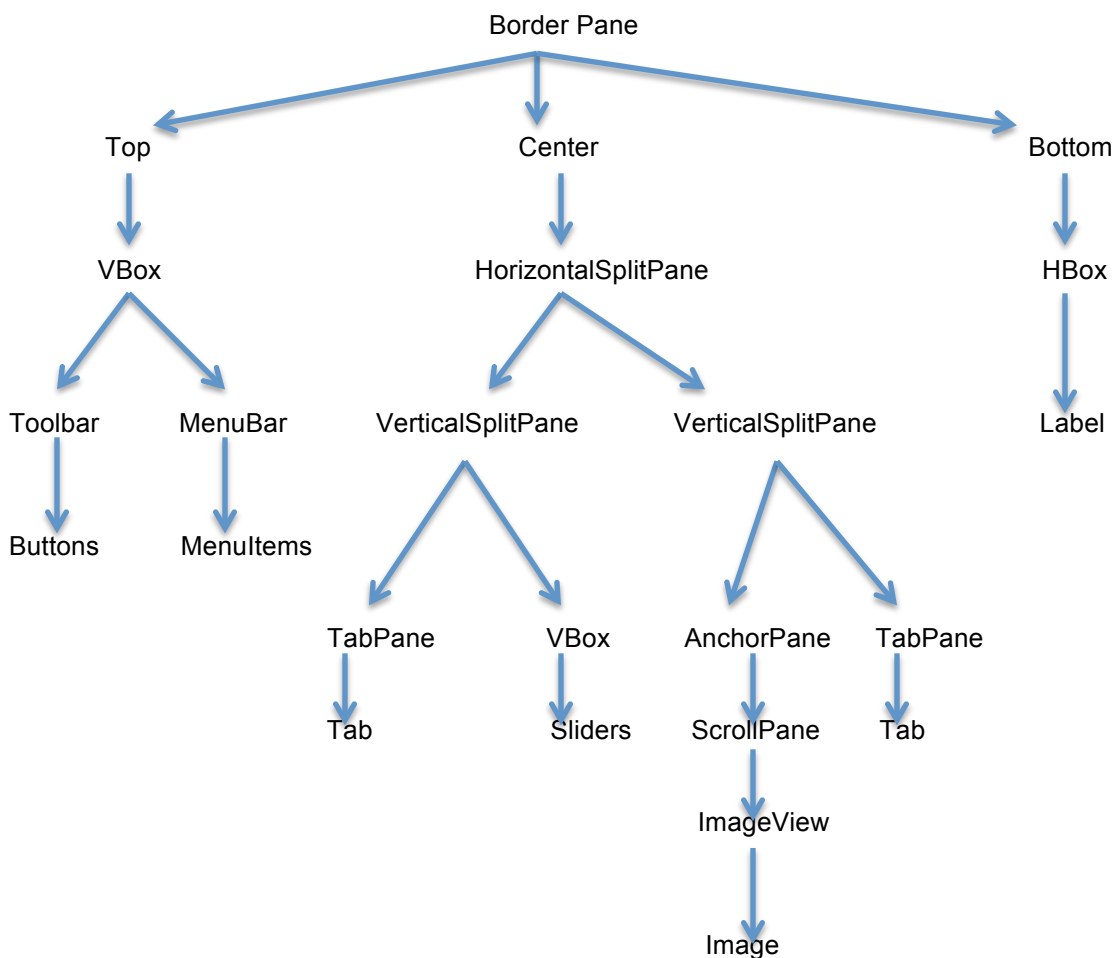 Border Pane
Top
Center
Bottom
VBox
HorizontalSplitPane
HBox
Toolbar
MenuBar
VerticalSplitPane
VerticalSplitPane
Label
Buttons
MenuItems
TabPane
VBox
AnchorPane
TabPane
Tab
Sliders
ScrollPane
Tab
ImageView
Image